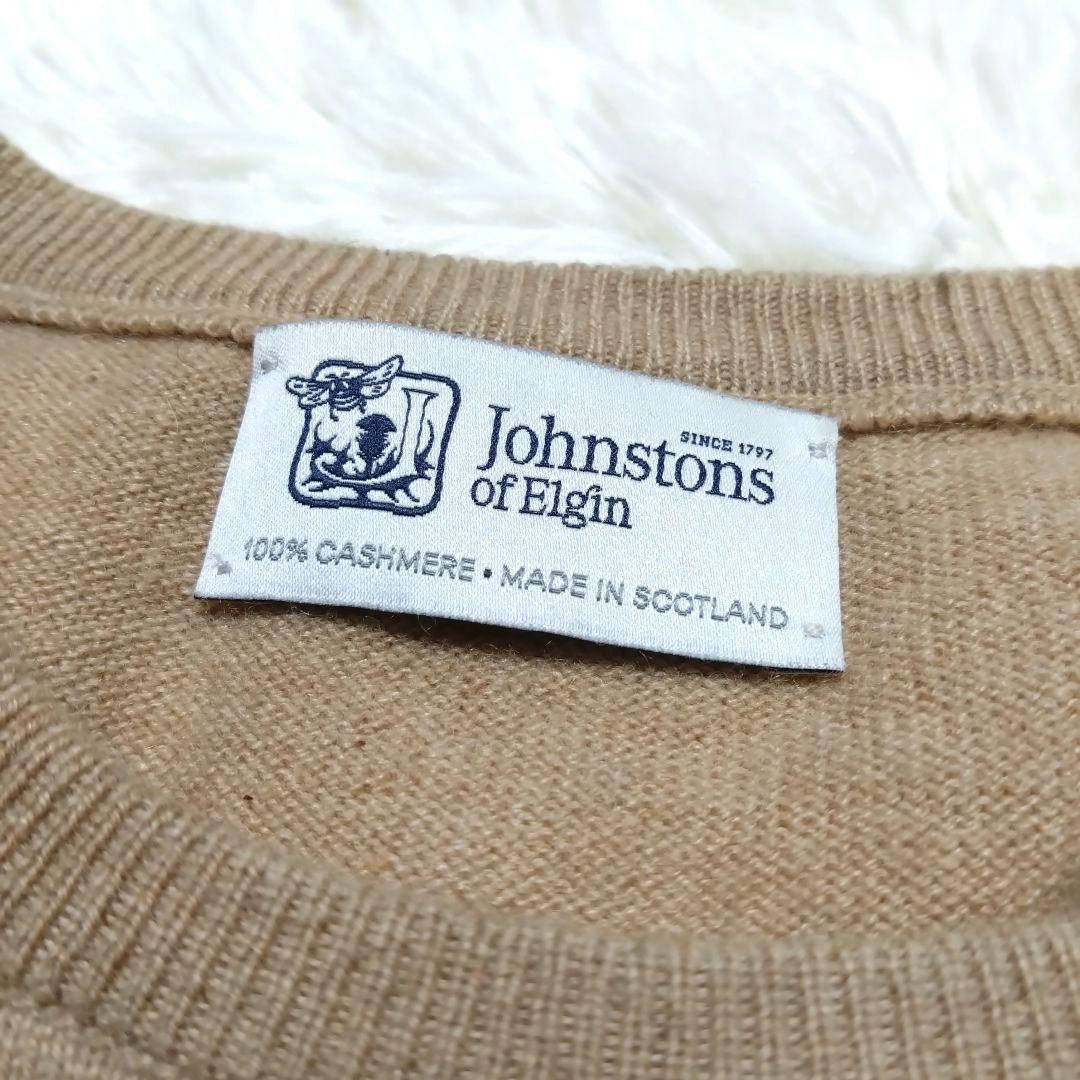 SINCE 1797
Johnstons
of Elgin
100% CASHMERE • MADE IN SCOTLAND